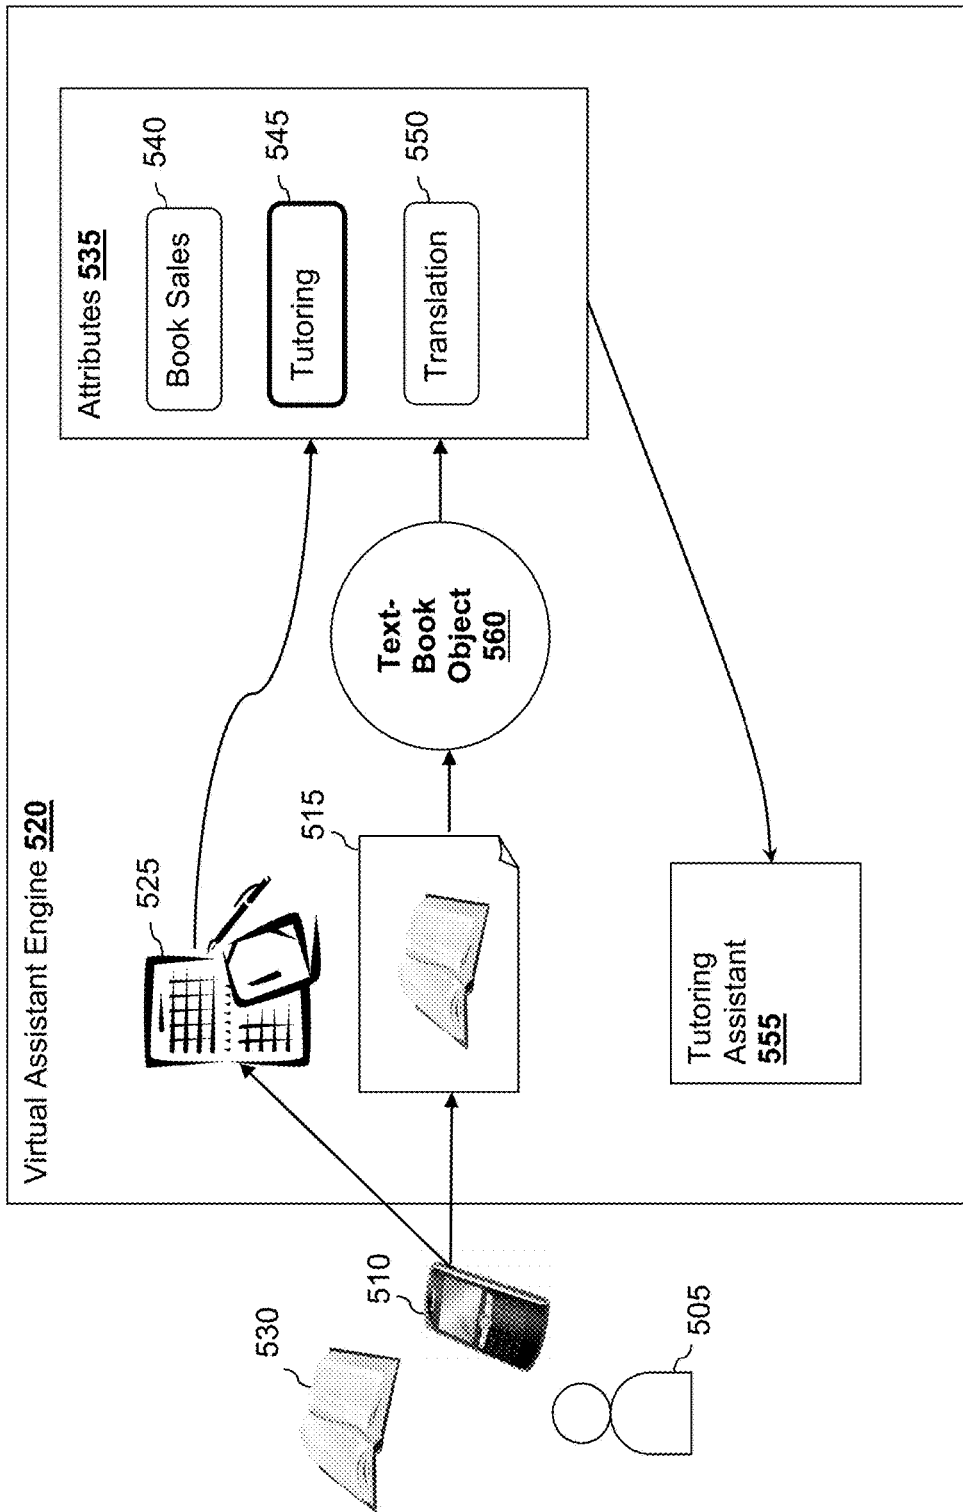 Virtual Assistant Engine 520
525
515
Text-
Book
Object
560
Attributes 535
Book Sales
540
Tutoring
545
Translation
550
530
510
505
Tutoring
Assistant
555